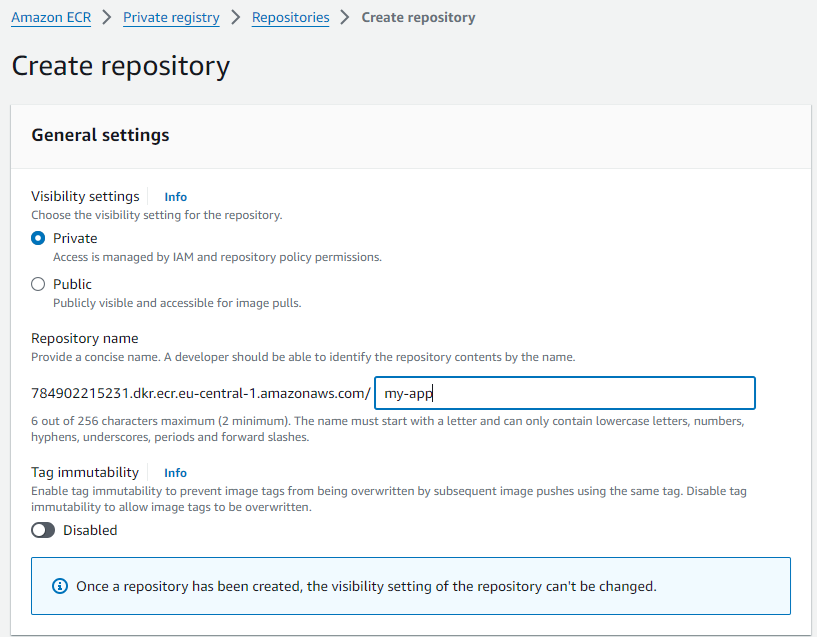 Amazon ECR > Private registry > Repositories > Create repository
Create repository
General settings
Visibility settings Info
Choose the visibility setting for the repository.
Private
Access is managed by IAM and repository policy permissions.
Public
Publicly visible and accessible for image pulls.
Repository name
Provide a concise name. A developer should be able to identify the repository contents by the name.
784902215231.dkr.ecr.eu-central-1.amazonaws.com/ my-app
6 out of 256 characters maximum (2 minimum). The name must start with a letter and can only contain lowercase letters, numbers,
hyphens, underscores, periods and forward slashes.
Tag immutability Info
Enable tag immutability to prevent image tags from being overwritten by subsequent image pushes using the same tag. Disable tag
immutability to allow image tags to be overwritten.
Disabled
Once a repository has been created, the visibility setting of the repository can't be changed.